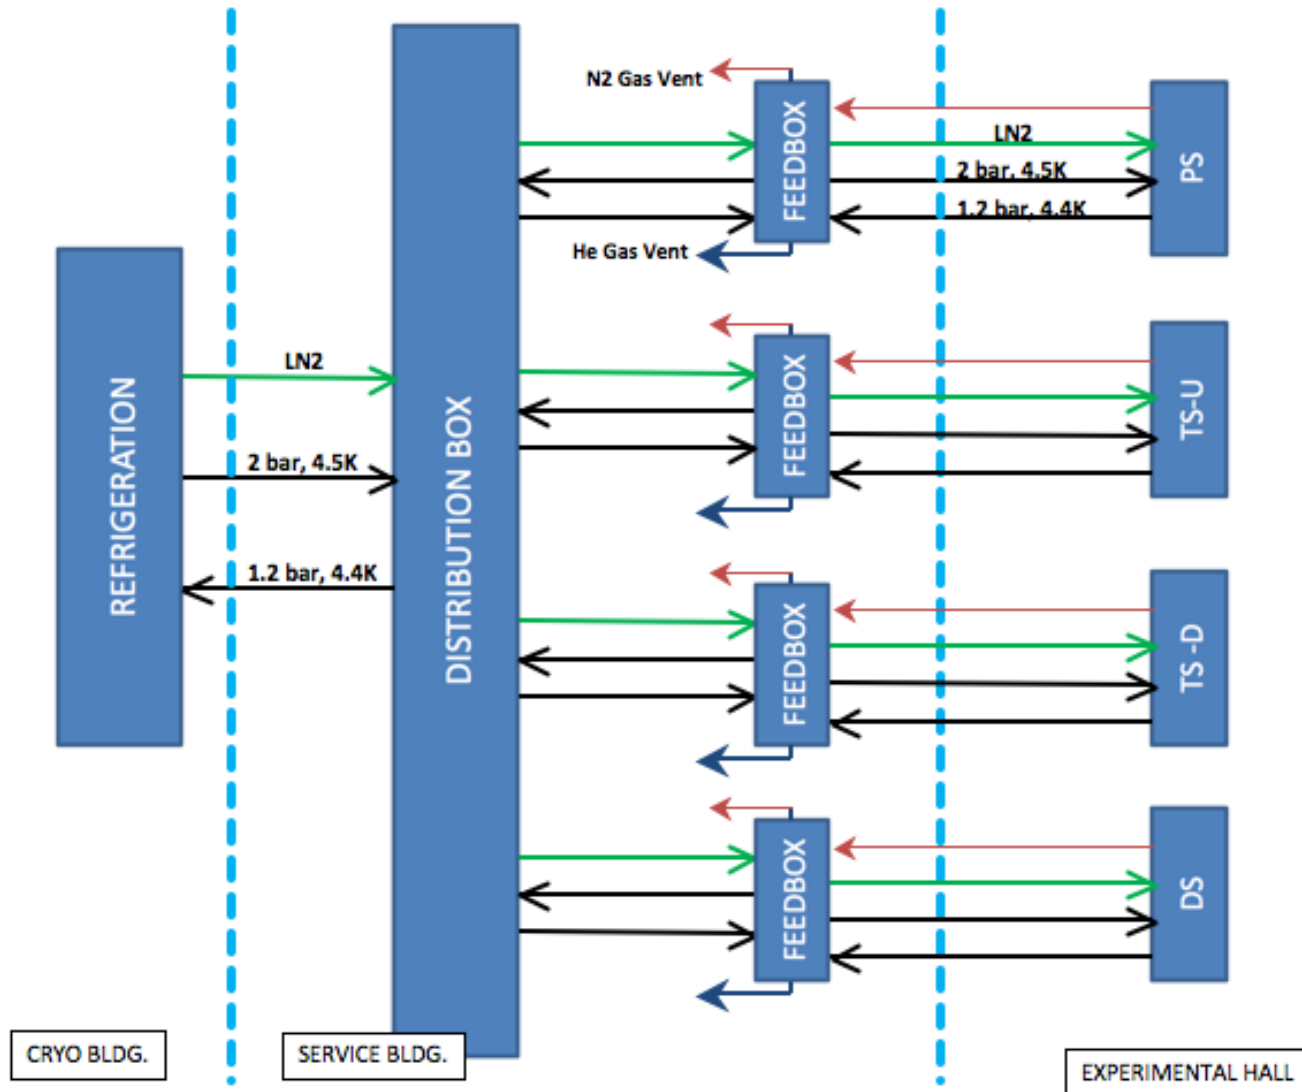 N2 Gas Vent
FEEDBOX
LN2
2 bar, 4.5K
1.2 bar, 4.4K
PS
He Gas Vent
REFRIGERATION
LN2
2 bar, 4.5K
1.2 bar, 4.4K
DISTRIBUTION BOX
FEEDBOX
TS-U
FEEDBOX
TS -D
FEEDBOX
DS
CRYO BLDG.
SERVICE BLDG.
EXPERIMENTAL HALL